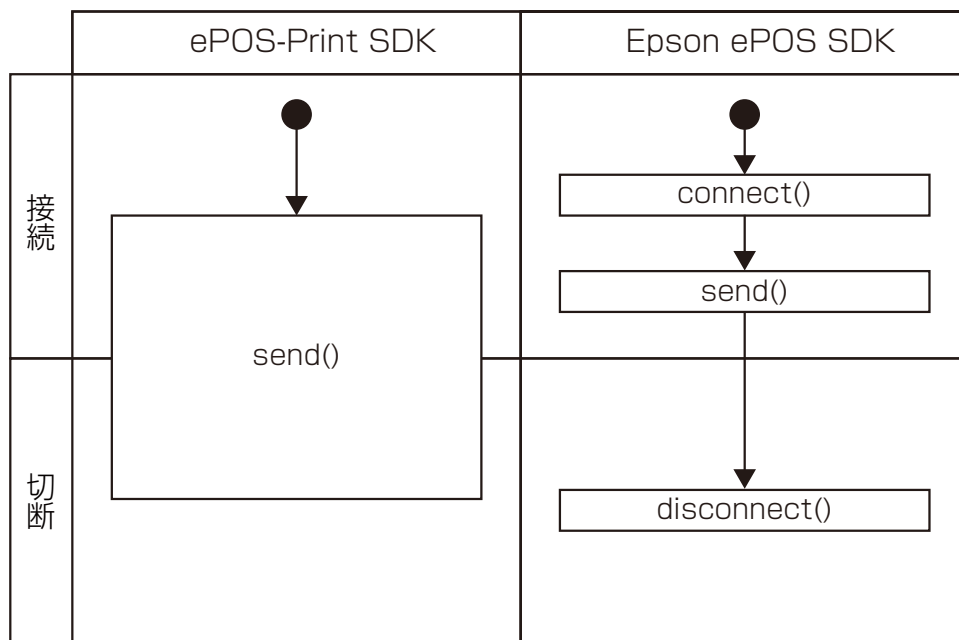 ePOS-Print SDK
Epson ePOS SDK
接続
connect()
send()
send()
切断
disconnect()